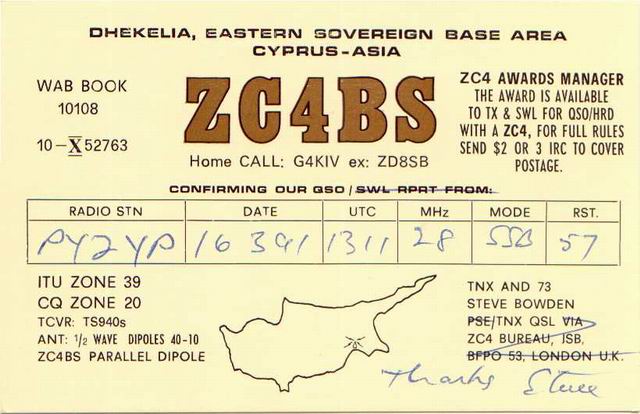 DHEKELIA, EASTERN SOVEREIGN BASE AREA
CYPRUS-ASIA
WAB BOOK
10108
10-X52763
ZC4BS
Home CALL: G4KIV ex: ZD8SB
ZC4 AWARDS MANAGER
THE AWARD IS AVAILABLE
TO TX & SWL FOR QSO/HRD
WITH A ZC4, FOR FULL RULES
SEND $2 OR 3 IRC TO COVER
POSTAGE.
CONFIRMING OUR QSO/SWL RPRT FROM:
RADIO STN DATE UTC MHz MODE RST.
PY2YP 16 3 91 1311 28 SSB 57
ITU ZONE 39
CQ ZONE 20
TCVR: TS940s
ANT: 1/2 WAVE DIPOLES 40-10
ZC4BS PARALLEL DIPOLE
TNX AND 73
STEVE BOWDEN
PSE/TNX QSL VIA
ZC4 BUREAU, JSB,
BFPO 53, LONDON U.K.
Thanks Steve